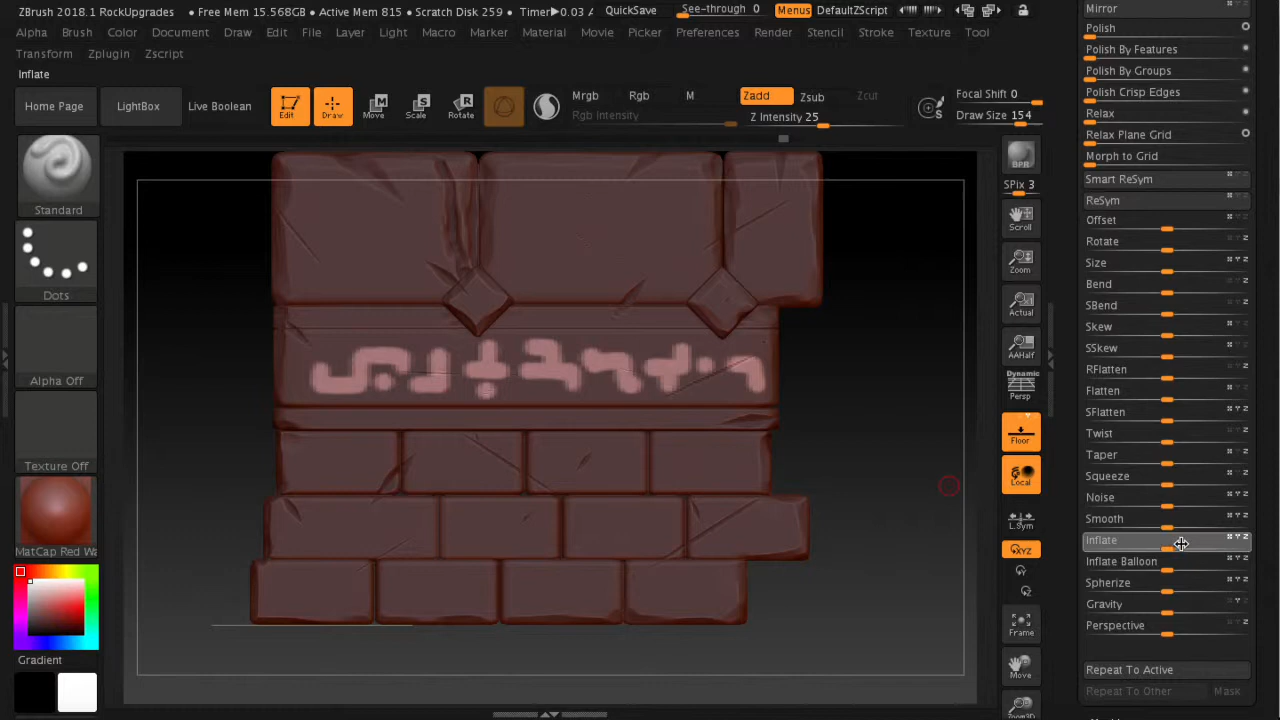 ZBrush 2018.1 RockUpgrades • Free Mem 15.568GB • Active Mem 815 • Scratch Disk 259 • Timer▶0.03 QuickSave See-through 0 Menus DefaultZScript
Alpha Brush Color Document Draw Edit File Layer Light Macro Marker Material Movie Picker Preferences Render Stencil Stroke Texture Tool
Transform Zplugin Zscript
Inflate
Home Page LightBox Live Boolean Edit Draw Move Scale Rotate
Mrgb Rgb M Zadd Zsub Zcut
Rgb Intensity Z Intensity 25
Focal Shift 0
Draw Size 154
Standard
Dots
Alpha Off
Texture Off
MatCap Red Wa
Gradient
BPR
SPix 3
Scroll
Zoom
Actual
AAHalf
Dynamic
Persp
Floor
Local
L.Sym
XYZ
Y
Z
Frame
Move
Zoom3D
Mirror
Polish
Polish By Features
Polish By Groups
Polish Crisp Edges
Relax
Relax Plane Grid
Morph to Grid
Smart ReSym
ReSym
Offset
Rotate
Size
Bend
SBend
Skew
SSkew
RFlatten
Flatten
SFlatten
Twist
Taper
Squeeze
Noise
Smooth
Inflate
Inflate Balloon
Spherize
Gravity
Perspective
Repeat To Active
Repeat To Other Mask